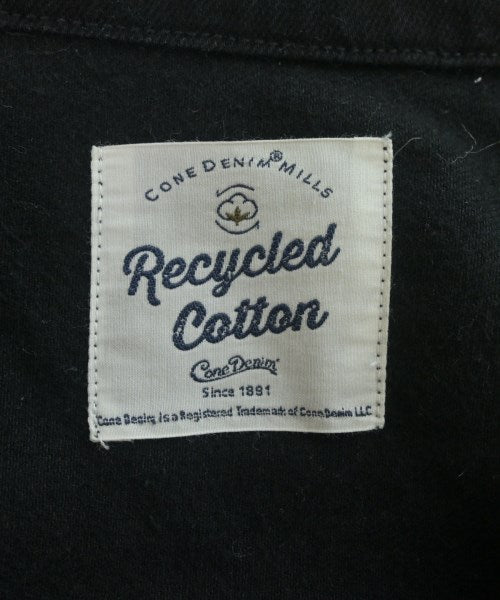 CONE DENIM® MILLS
Recycled
Cotton
Cone Denim®
Since 1891
Cone Denim is a Registered Trademark of Cone Denim LLC